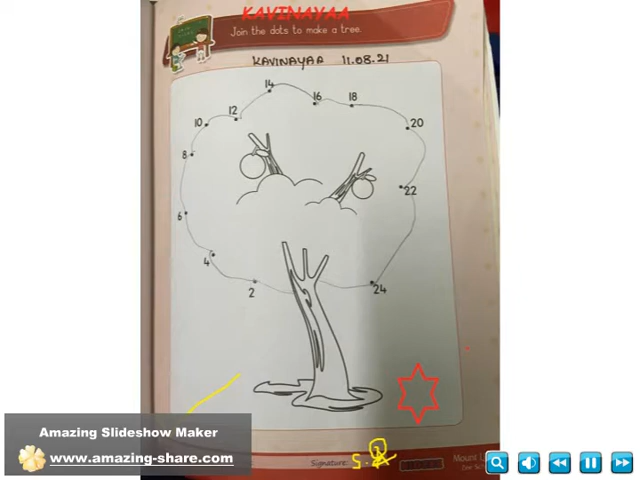 KAVINAYAA
Join the dots to make a tree.
KAVINAYAA 11.08.21
14
12
16
18
10
20
8
22
6
4
2
24
Amazing Slideshow Maker
www.amazing-share.com
Signature:
Mount L